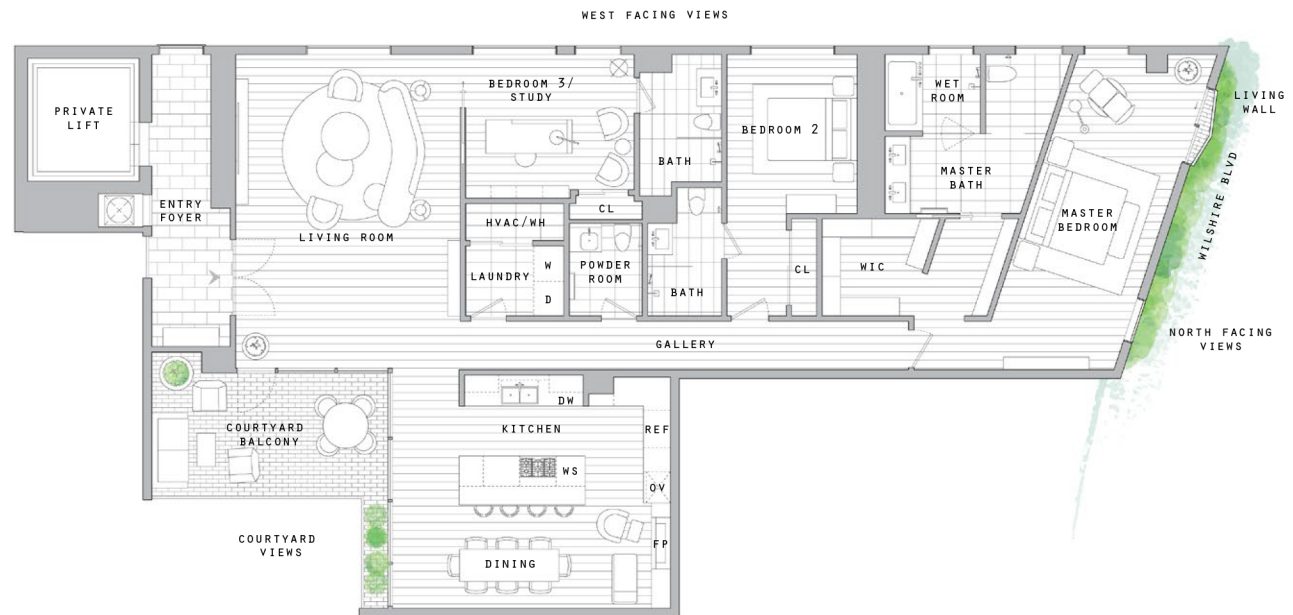 WEST FACING VIEWS
PRIVATE
LIFT
ENTRY
FOYER
LIVING ROOM
BEDROOM 3/
STUDY
BATH
CL
HVAC/WH
LAUNDRY
W
D
POWDER
ROOM
BATH
BEDROOM 2
CL
WIC
WET
ROOM
MASTER
BATH
MASTER
BEDROOM
LIVING
WALL
WILSHIRE BLVD
NORTH FACING
VIEWS
GALLERY
COURTYARD
BALCONY
KITCHEN
DW
REF
WS
OV
FP
DINING
COURTYARD
VIEWS